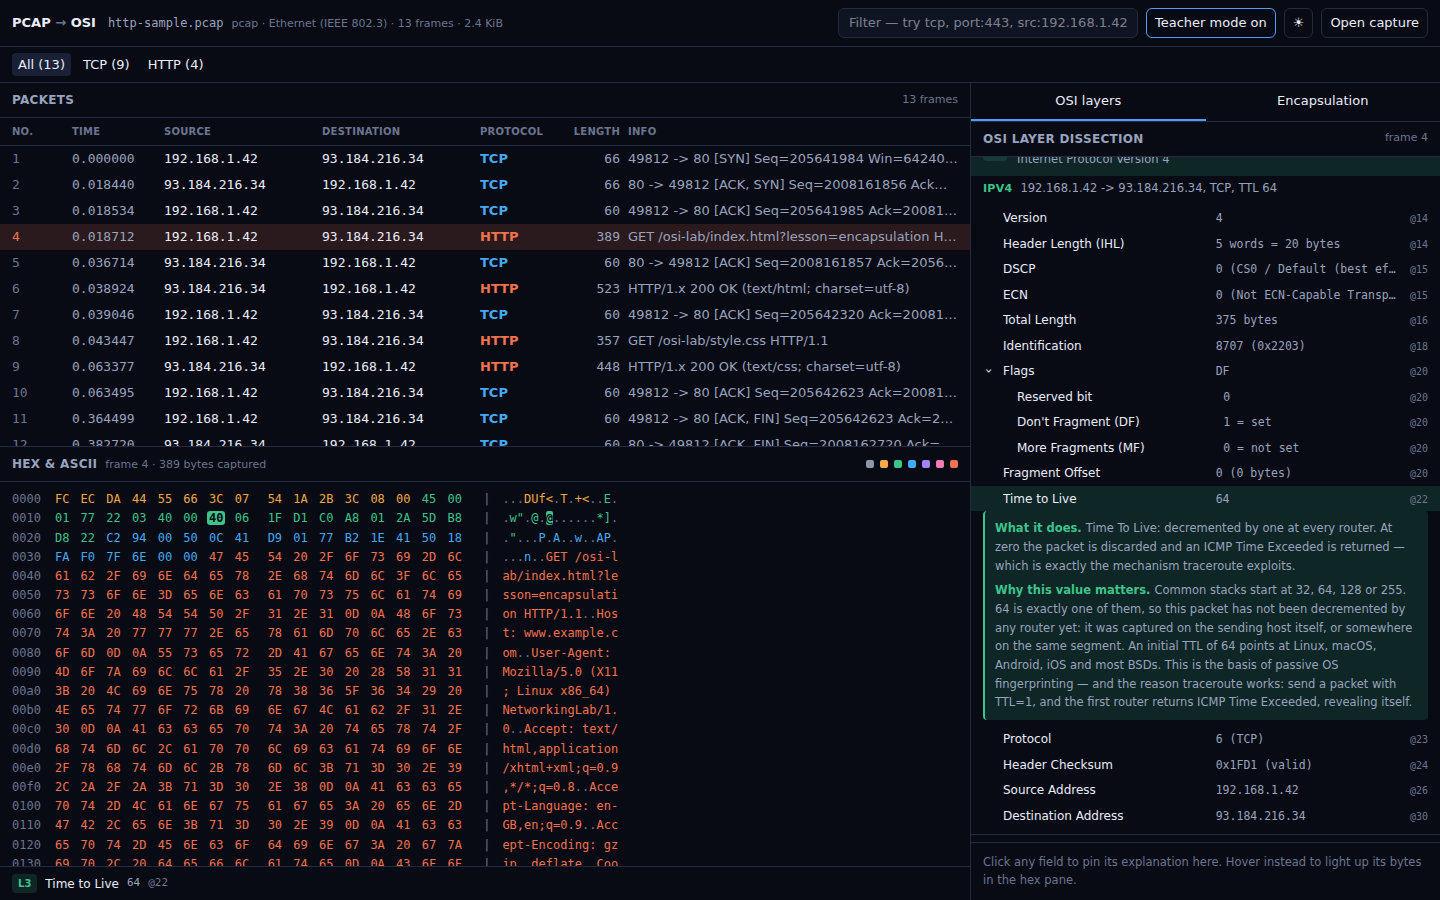 PCAP → OSI http-sample.pcap pcap · Ethernet (IEEE 802.3) · 13 frames · 2.4 KiB
Filter — try tcp, port:443, src:192.168.1.42
Teacher mode on
☀
Open capture
All (13) TCP (9) HTTP (4)
PACKETS 13 frames
NO. TIME SOURCE DESTINATION PROTOCOL LENGTH INFO
1 0.000000 192.168.1.42 93.184.216.34 TCP 66 49812 -> 80 [SYN] Seq=205641984 Win=64240…
2 0.018440 93.184.216.34 192.168.1.42 TCP 66 80 -> 49812 [ACK, SYN] Seq=2008161856 Ack…
3 0.018534 192.168.1.42 93.184.216.34 TCP 60 49812 -> 80 [ACK] Seq=205641985 Ack=20081…
4 0.018712 192.168.1.42 93.184.216.34 HTTP 389 GET /osi-lab/index.html?lesson=encapsulation H…
5 0.036714 93.184.216.34 192.168.1.42 TCP 60 80 -> 49812 [ACK] Seq=2008161857 Ack=2056…
6 0.038924 93.184.216.34 192.168.1.42 HTTP 523 HTTP/1.x 200 OK (text/html; charset=utf-8)
7 0.039046 192.168.1.42 93.184.216.34 TCP 60 49812 -> 80 [ACK] Seq=205642320 Ack=20081…
8 0.043447 192.168.1.42 93.184.216.34 HTTP 357 GET /osi-lab/style.css HTTP/1.1
9 0.063377 93.184.216.34 192.168.1.42 HTTP 448 HTTP/1.x 200 OK (text/css; charset=utf-8)
10 0.063495 192.168.1.42 93.184.216.34 TCP 60 49812 -> 80 [ACK] Seq=205642623 Ack=20081…
11 0.364499 192.168.1.42 93.184.216.34 TCP 60 49812 -> 80 [ACK, FIN] Seq=205642623 Ack=2…
12 0.382720 93.184.216.34 192.168.1.42 TCP 60 80 -> 49812 [ACK, FIN] Seq=2008162720 Ack=
HEX & ASCII frame 4 · 389 bytes captured
0000 FC EC DA 44 55 66 3C 07 54 1A 2B 3C 08 00 45 00 | ...DUf<.T.+<..E.
0010 01 77 22 03 40 00 40 06 1F D1 C0 A8 01 2A 5D B8 | .w".@.@......*].
0020 D8 22 C2 94 00 50 0C 41 D9 01 77 B2 1E 41 50 18 | ."...P.A..w..AP.
0030 FA F0 7F 6E 00 00 47 45 54 20 2F 6F 73 69 2D 6C | ...n..GET /osi-l
0040 61 62 2F 69 6E 64 65 78 2E 68 74 6D 6C 3F 6C 65 | ab/index.html?le
0050 73 73 6F 6E 3D 65 6E 63 61 70 73 75 6C 61 74 69 | sson=encapsulati
0060 6F 6E 20 48 54 54 50 2F 31 2E 31 0D 0A 48 6F 73 | on HTTP/1.1..Hos
0070 74 3A 20 77 77 77 2E 65 78 61 6D 70 6C 65 2E 63 | t: www.example.c
0080 6F 6D 0D 0A 55 73 65 72 2D 41 67 65 6E 74 3A 20 | om..User-Agent:
0090 4D 6F 7A 69 6C 6C 61 2F 35 2E 30 20 28 58 31 31 | Mozilla/5.0 (X11
00a0 3B 20 4C 69 6E 75 78 20 78 38 36 5F 36 34 29 20 | ; Linux x86_64)
00b0 4E 65 74 77 6F 72 6B 69 6E 67 4C 61 62 2F 31 2E | NetworkingLab/1.
00c0 30 0D 0A 41 63 63 65 70 74 3A 20 74 65 78 74 2F | 0..Accept: text/
00d0 68 74 6D 6C 2C 61 70 70 6C 69 63 61 74 69 6F 6E | html,application
00e0 2F 78 68 74 6D 6C 2B 78 6D 6C 3B 71 3D 30 2E 39 | /xhtml+xml;q=0.9
00f0 2C 2A 2F 2A 3B 71 3D 30 2E 38 0D 0A 41 63 63 65 | ,*/*;q=0.8..Acce
0100 70 74 2D 4C 61 6E 67 75 61 67 65 3A 20 65 6E 2D | pt-Language: en-
0110 47 42 2C 65 6E 3B 71 3D 30 2E 39 0D 0A 41 63 63 | GB,en;q=0.9..Acc
0120 65 70 74 2D 45 6E 63 6F 64 69 6E 67 3A 20 67 7A | ept-Encoding: gz
0130 69 70 2C 20 64 65 66 6C 61 74 65 0D 0A 43 6F 6F | ip, deflate..Coo
L3 Time to Live 64 @22
OSI layers Encapsulation
OSI LAYER DISSECTION frame 4
Internet Protocol version 4
IPV4 192.168.1.42 -> 93.184.216.34, TCP, TTL 64
Version 4 @14
Header Length (IHL) 5 words = 20 bytes @14
DSCP 0 (CS0 / Default (best ef… @15
ECN 0 (Not ECN-Capable Transp… @15
Total Length 375 bytes @16
Identification 8707 (0x2203) @18
Flags DF @20
Reserved bit 0 @20
Don't Fragment (DF) 1 = set @20
More Fragments (MF) 0 = not set @20
Fragment Offset 0 (0 bytes) @20
Time to Live 64 @22
What it does. Time To Live: decremented by one at every router. At
zero the packet is discarded and an ICMP Time Exceeded is returned —
which is exactly the mechanism traceroute exploits.
Why this value matters. Common stacks start at 32, 64, 128 or 255.
64 is exactly one of them, so this packet has not been decremented by
any router yet: it was captured on the sending host itself, or somewhere
on the same segment. An initial TTL of 64 points at Linux, macOS,
Android, iOS and most BSDs. This is the basis of passive OS
fingerprinting — and the reason traceroute works: send a packet with
TTL=1, and the first router returns ICMP Time Exceeded, revealing itself.
Protocol 6 (TCP) @23
Header Checksum 0x1FD1 (valid) @24
Source Address 192.168.1.42 @26
Destination Address 93.184.216.34 @30
Click any field to pin its explanation here. Hover instead to light up its bytes
in the hex pane.